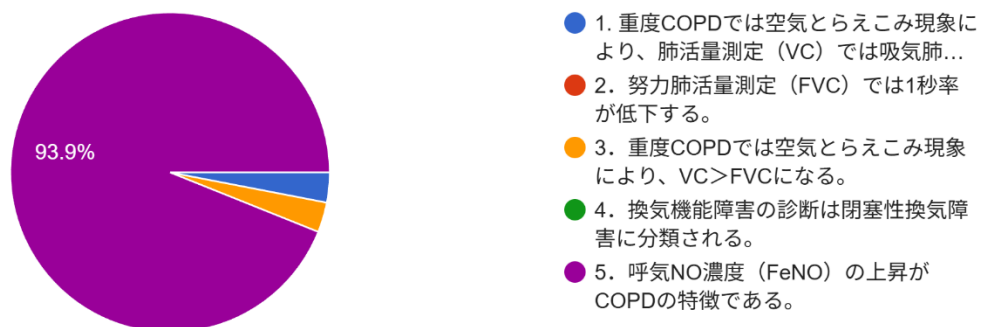 93.9%
1. 重度COPDでは空気とらえこみ現象に
より、肺活量測定（VC）では吸気肺…
2．努力肺活量測定（FVC）では1秒率
が低下する。
3．重度COPDでは空気とらえこみ現象
により、VC＞FVCになる。
4．換気機能障害の診断は閉塞性換気障
害に分類される。
5．呼気NO濃度（FeNO）の上昇が
COPDの特徴である。